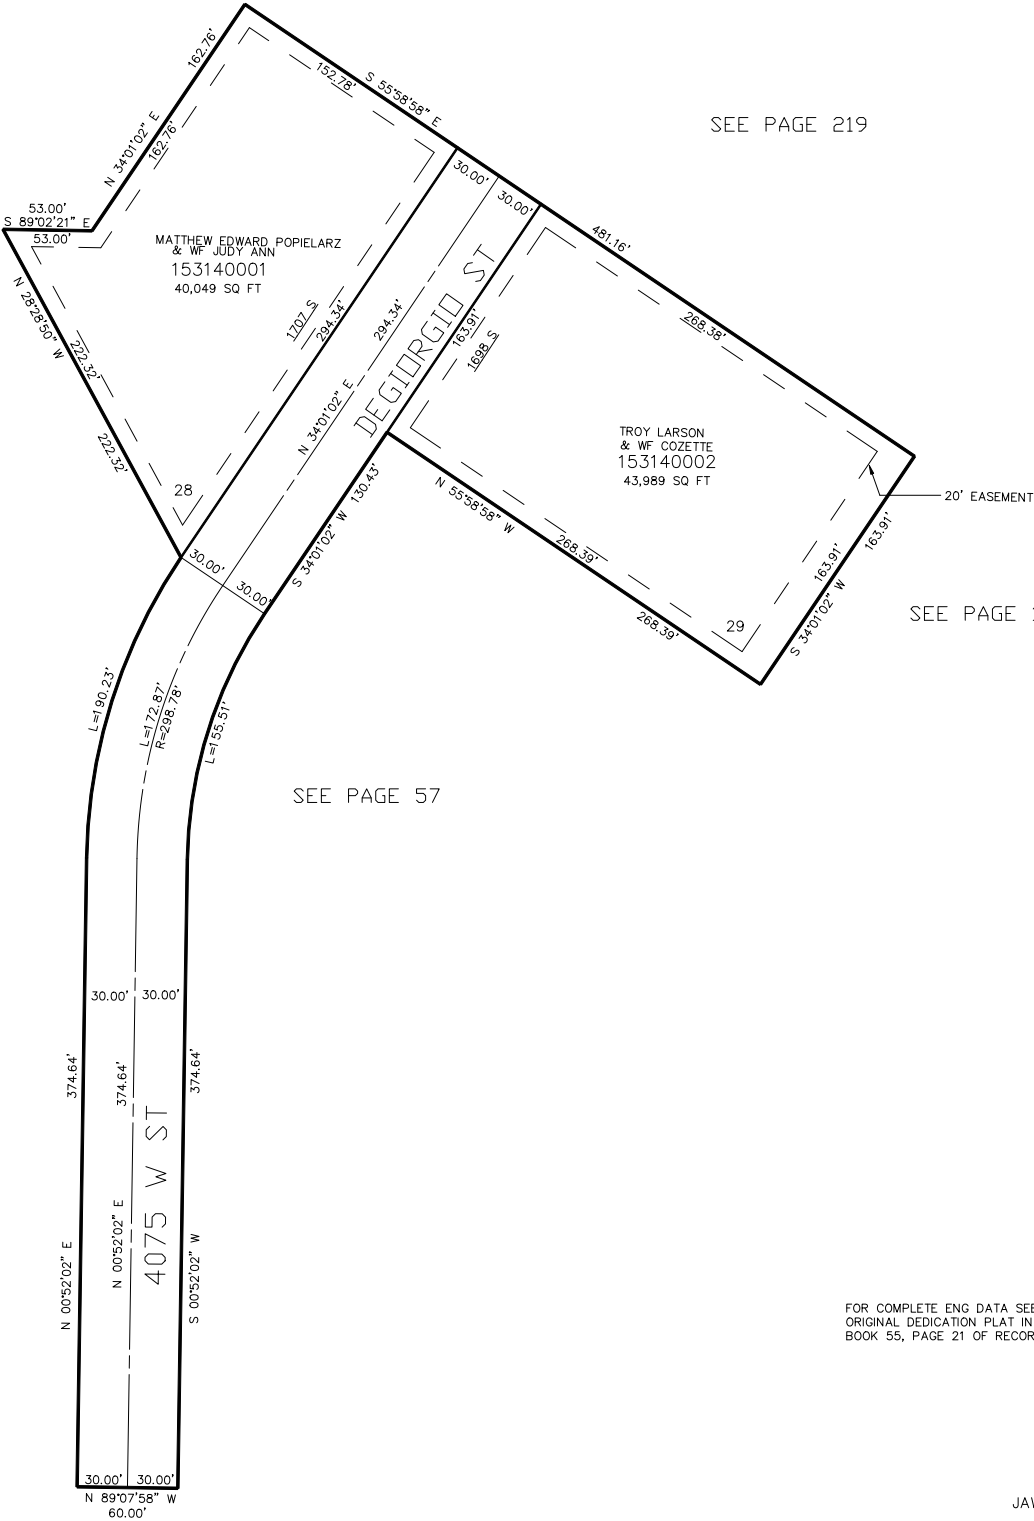 162.76'
N 34°01'02" E
162.76'
152.78'
S 55°58'58" E
SEE PAGE 219
53.00'
S 89°02'21" E
53.00'
MATTHEW EDWARD POPIELARZ
& WF JUDY ANN
153140001
40,049 SQ FT
30.00'
30.00'
481.16'
N 28°28'50" W
222.32'
222.32'
1707 S
294.34'
294.34'
N 34°01'02" E
DEGIORGIO ST
163.91'
1698 S
268.38'
TROY LARSON
& WF COZETTE
153140002
43,989 SQ FT
28
20' EASEMENT
N 55°58'58" W
268.39'
268.39'
163.91'
163.91'
S 34°01'02" W
29
S 34°01'02" W 130.43'
30.00'
30.00'
SEE PAGE
L=190.23'
L=172.87'
R=298.78'
L=155.51'
SEE PAGE 57
30.00'
30.00'
374.64'
374.64'
374.64'
4075 W ST
N 00°52'02" E
N 00°52'02" E
S 00°52'02" W
FOR COMPLETE ENG DATA SEE
ORIGINAL DEDICATION PLAT IN
BOOK 55, PAGE 21 OF RECOR
30.00'
30.00'
N 89°07'58" W
60.00'
JA